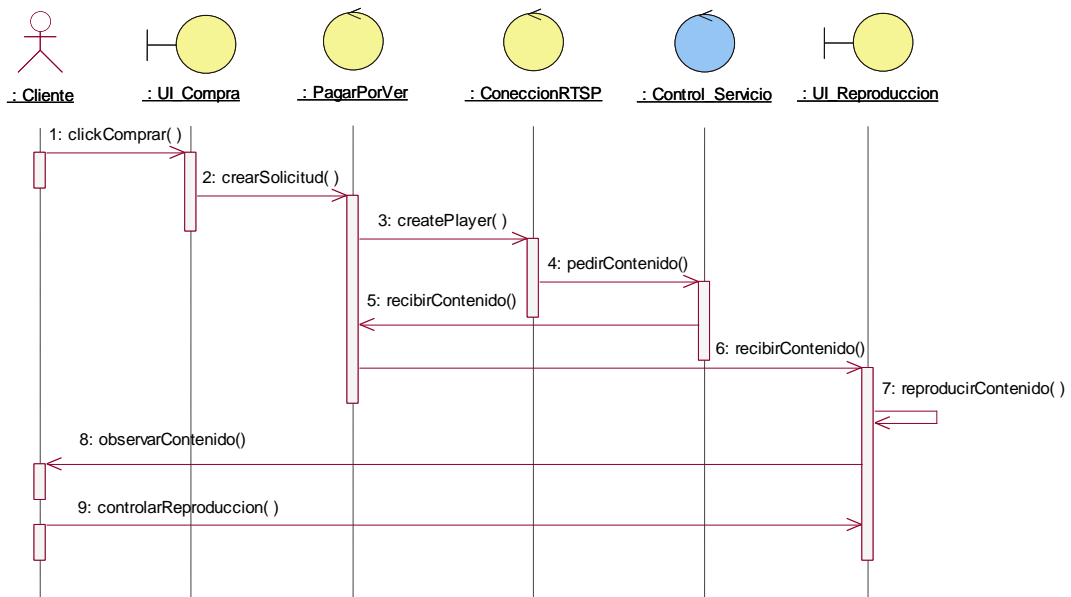 : Cliente
: UI_Compra
: PagarPorVer
: ConeccionRTSP
: Control_Servicio
: UI_Reproduccion
1: clickComprar( )
2: crearSolicitud( )
3: createPlayer( )
4: pedirContenido()
5: recibirContenido()
6: recibirContenido()
7: reproducirContenido( )
8: observarContenido()
9: controlarReproduccion( )